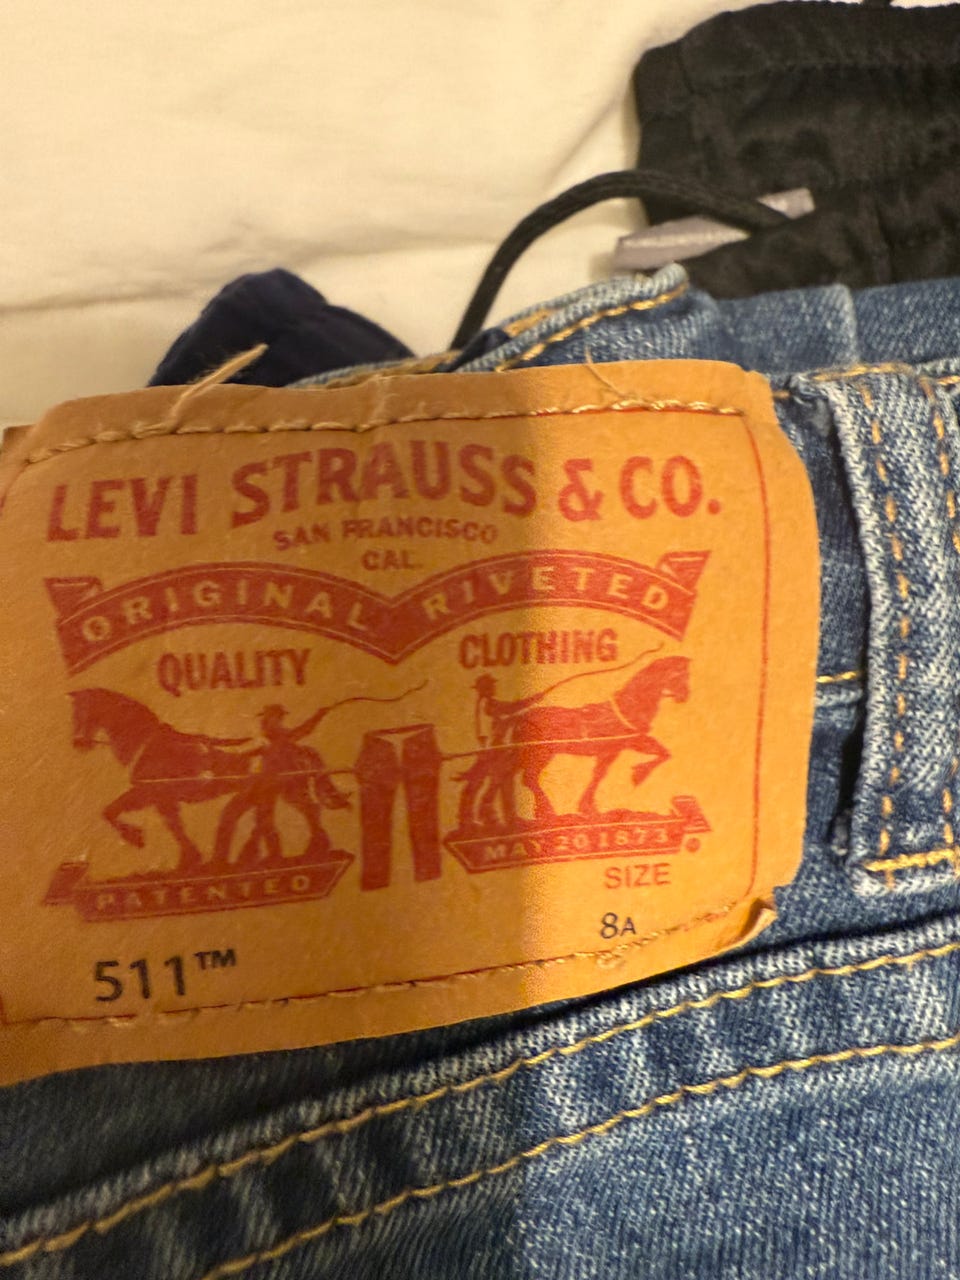 LEVI STRAUSS & CO.
SAN FRANCISCO
CAL.
ORIGINAL RIVETED
QUALITY CLOTHING
PATENTED MAY 20 1873
SIZE
8A
511™